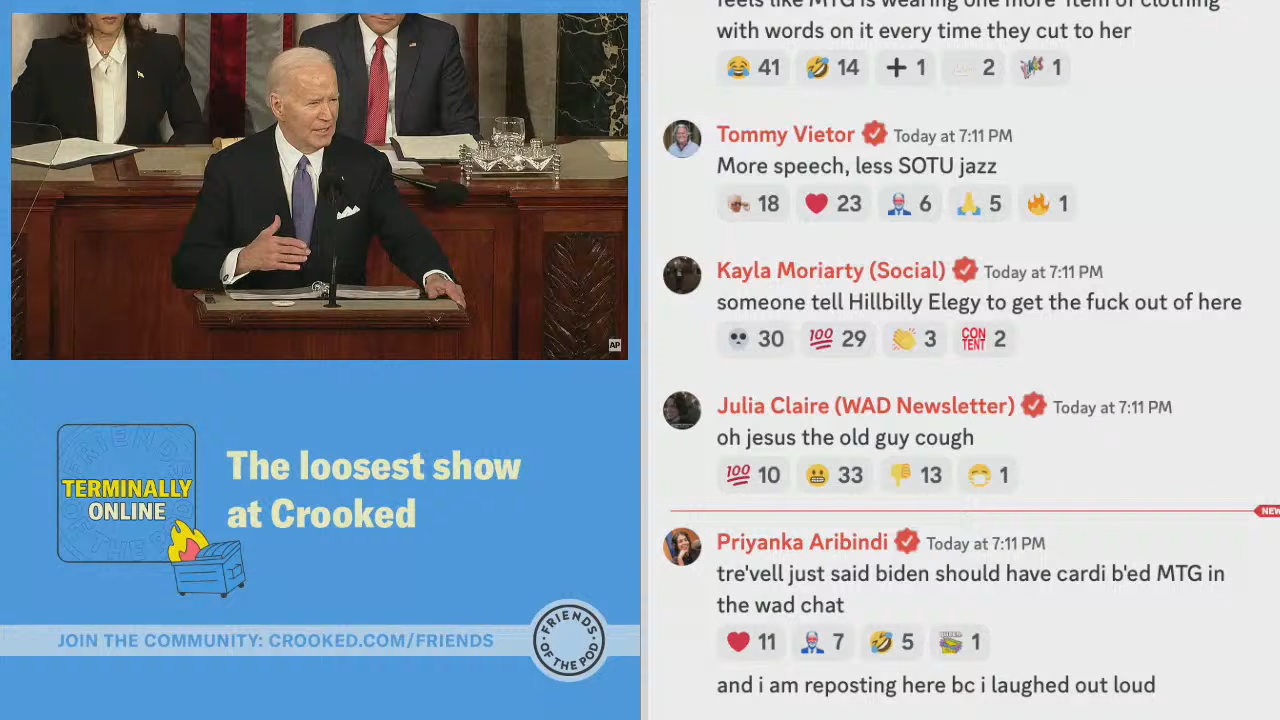 AP
FRIENDS
TERMINALLY
ONLINE
The loosest show
at Crooked
JOIN THE COMMUNITY: CROOKED.COM/FRIENDS
FRIENDS
OF THE POD
feels like MTG is wearing one more item of clothing
with words on it every time they cut to her
41 14 1 2 1
Tommy Vietor Today at 7:11 PM
More speech, less SOTU jazz
18 23 6 5 1
Kayla Moriarty (Social) Today at 7:11 PM
someone tell Hillbilly Elegy to get the fuck out of here
30 100 29 3 CONTENT 2
Julia Claire (WAD Newsletter) Today at 7:11 PM
oh jesus the old guy cough
100 10 33 13 1
NEW
Priyanka Aribindi Today at 7:11 PM
tre'vell just said biden should have cardi b'ed MTG in
the wad chat
11 7 5 1
and i am reposting here bc i laughed out loud